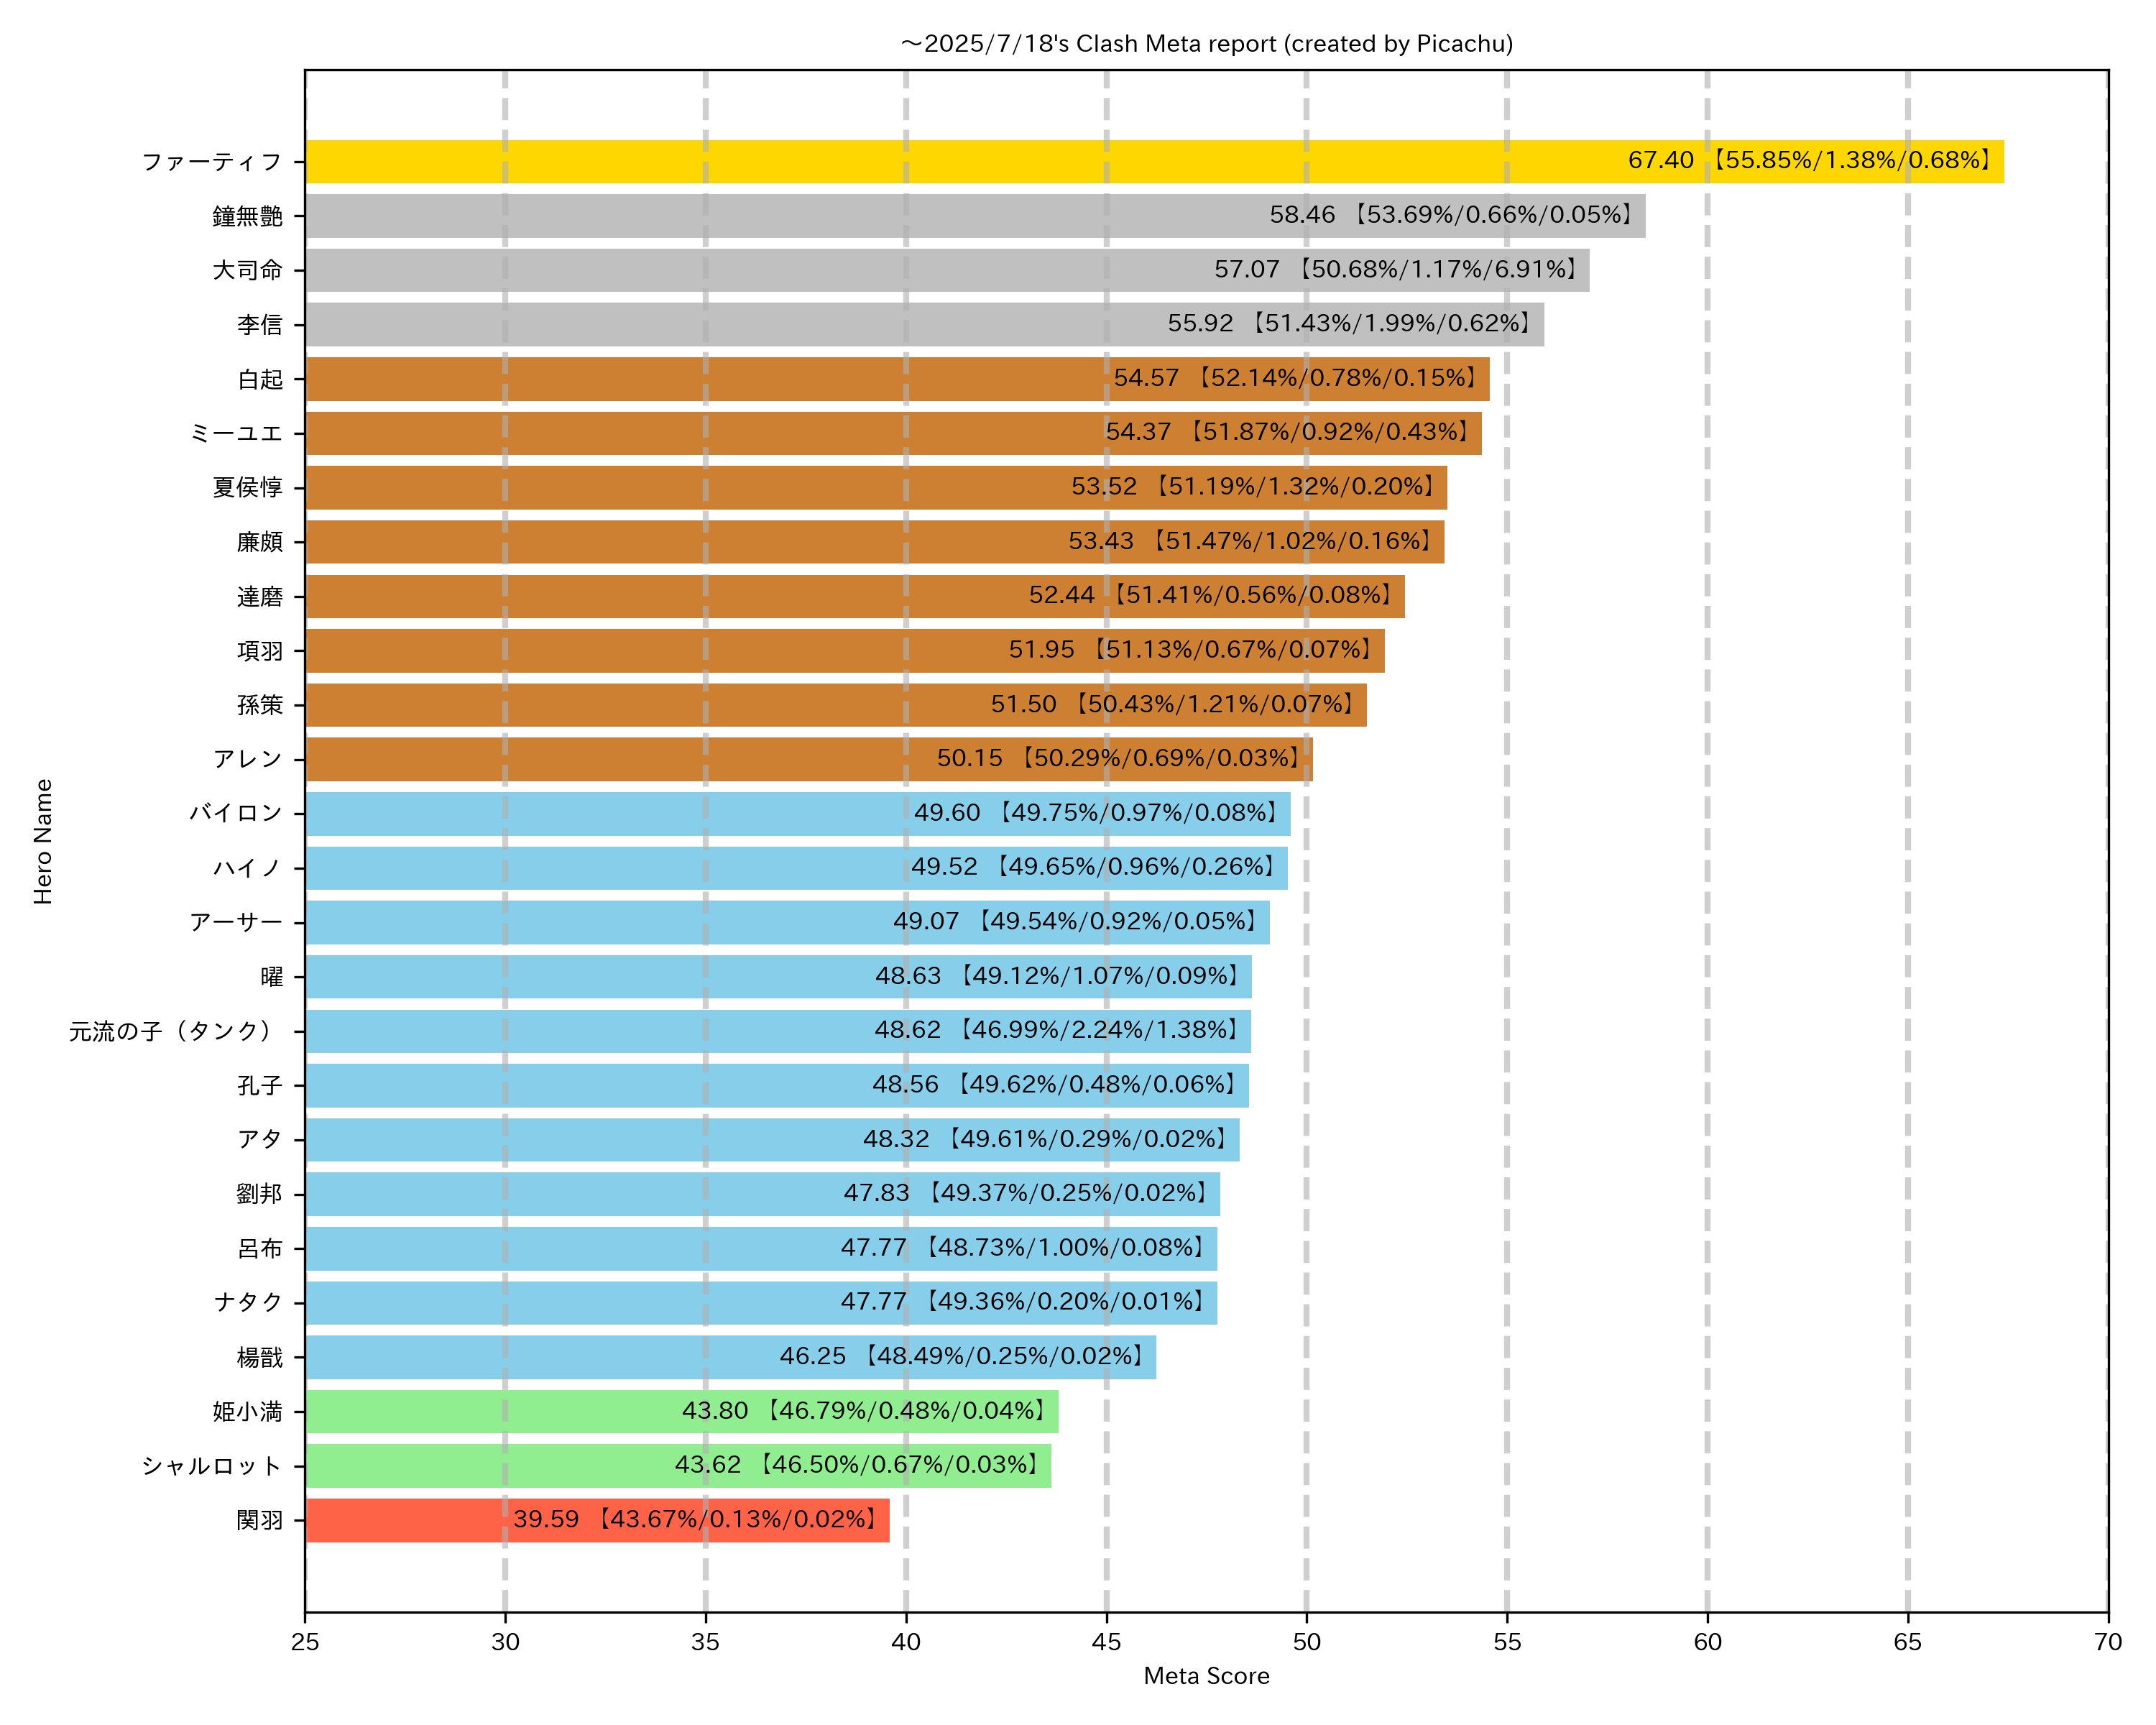 ～2025/7/18's Clash Meta report (created by Picachu)
ファーティフ 67.40 【55.85%/1.38%/0.68%】
鐘無艶 58.46 【53.69%/0.66%/0.05%】
大司命 57.07 【50.68%/1.17%/6.91%】
李信 55.92 【51.43%/1.99%/0.62%】
白起 54.57 【52.14%/0.78%/0.15%】
ミーユエ 54.37 【51.87%/0.92%/0.43%】
夏侯惇 53.52 【51.19%/1.32%/0.20%】
廉頗 53.43 【51.47%/1.02%/0.16%】
達磨 52.44 【51.41%/0.56%/0.08%】
項羽 51.95 【51.13%/0.67%/0.07%】
孫策 51.50 【50.43%/1.21%/0.07%】
アレン 50.15 【50.29%/0.69%/0.03%】
バイロン 49.60 【49.75%/0.97%/0.08%】
ハイノ 49.52 【49.65%/0.96%/0.26%】
アーサー 49.07 【49.54%/0.92%/0.05%】
曜 48.63 【49.12%/1.07%/0.09%】
元流の子（タンク） 48.62 【46.99%/2.24%/1.38%】
孔子 48.56 【49.62%/0.48%/0.06%】
アタ 48.32 【49.61%/0.29%/0.02%】
劉邦 47.83 【49.37%/0.25%/0.02%】
呂布 47.77 【48.73%/1.00%/0.08%】
ナタク 47.77 【49.36%/0.20%/0.01%】
楊戩 46.25 【48.49%/0.25%/0.02%】
姫小満 43.80 【46.79%/0.48%/0.04%】
シャルロット 43.62 【46.50%/0.67%/0.03%】
関羽 39.59 【43.67%/0.13%/0.02%】
Hero Name
25 30 35 40 45 50 55 60 65 70
Meta Score